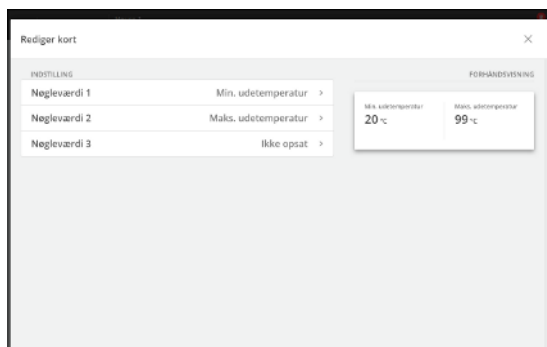 Rediger kort
INDSTILLING
FORHÅNDSVISNING
Nøgleværdi 1
Min. udetemperatur
Nøgleværdi 2
Maks. udetemperatur
Nøgleværdi 3
Ikke opsat
Min. udetemperatur
Maks. udetemperatur
20 °C
99 °C